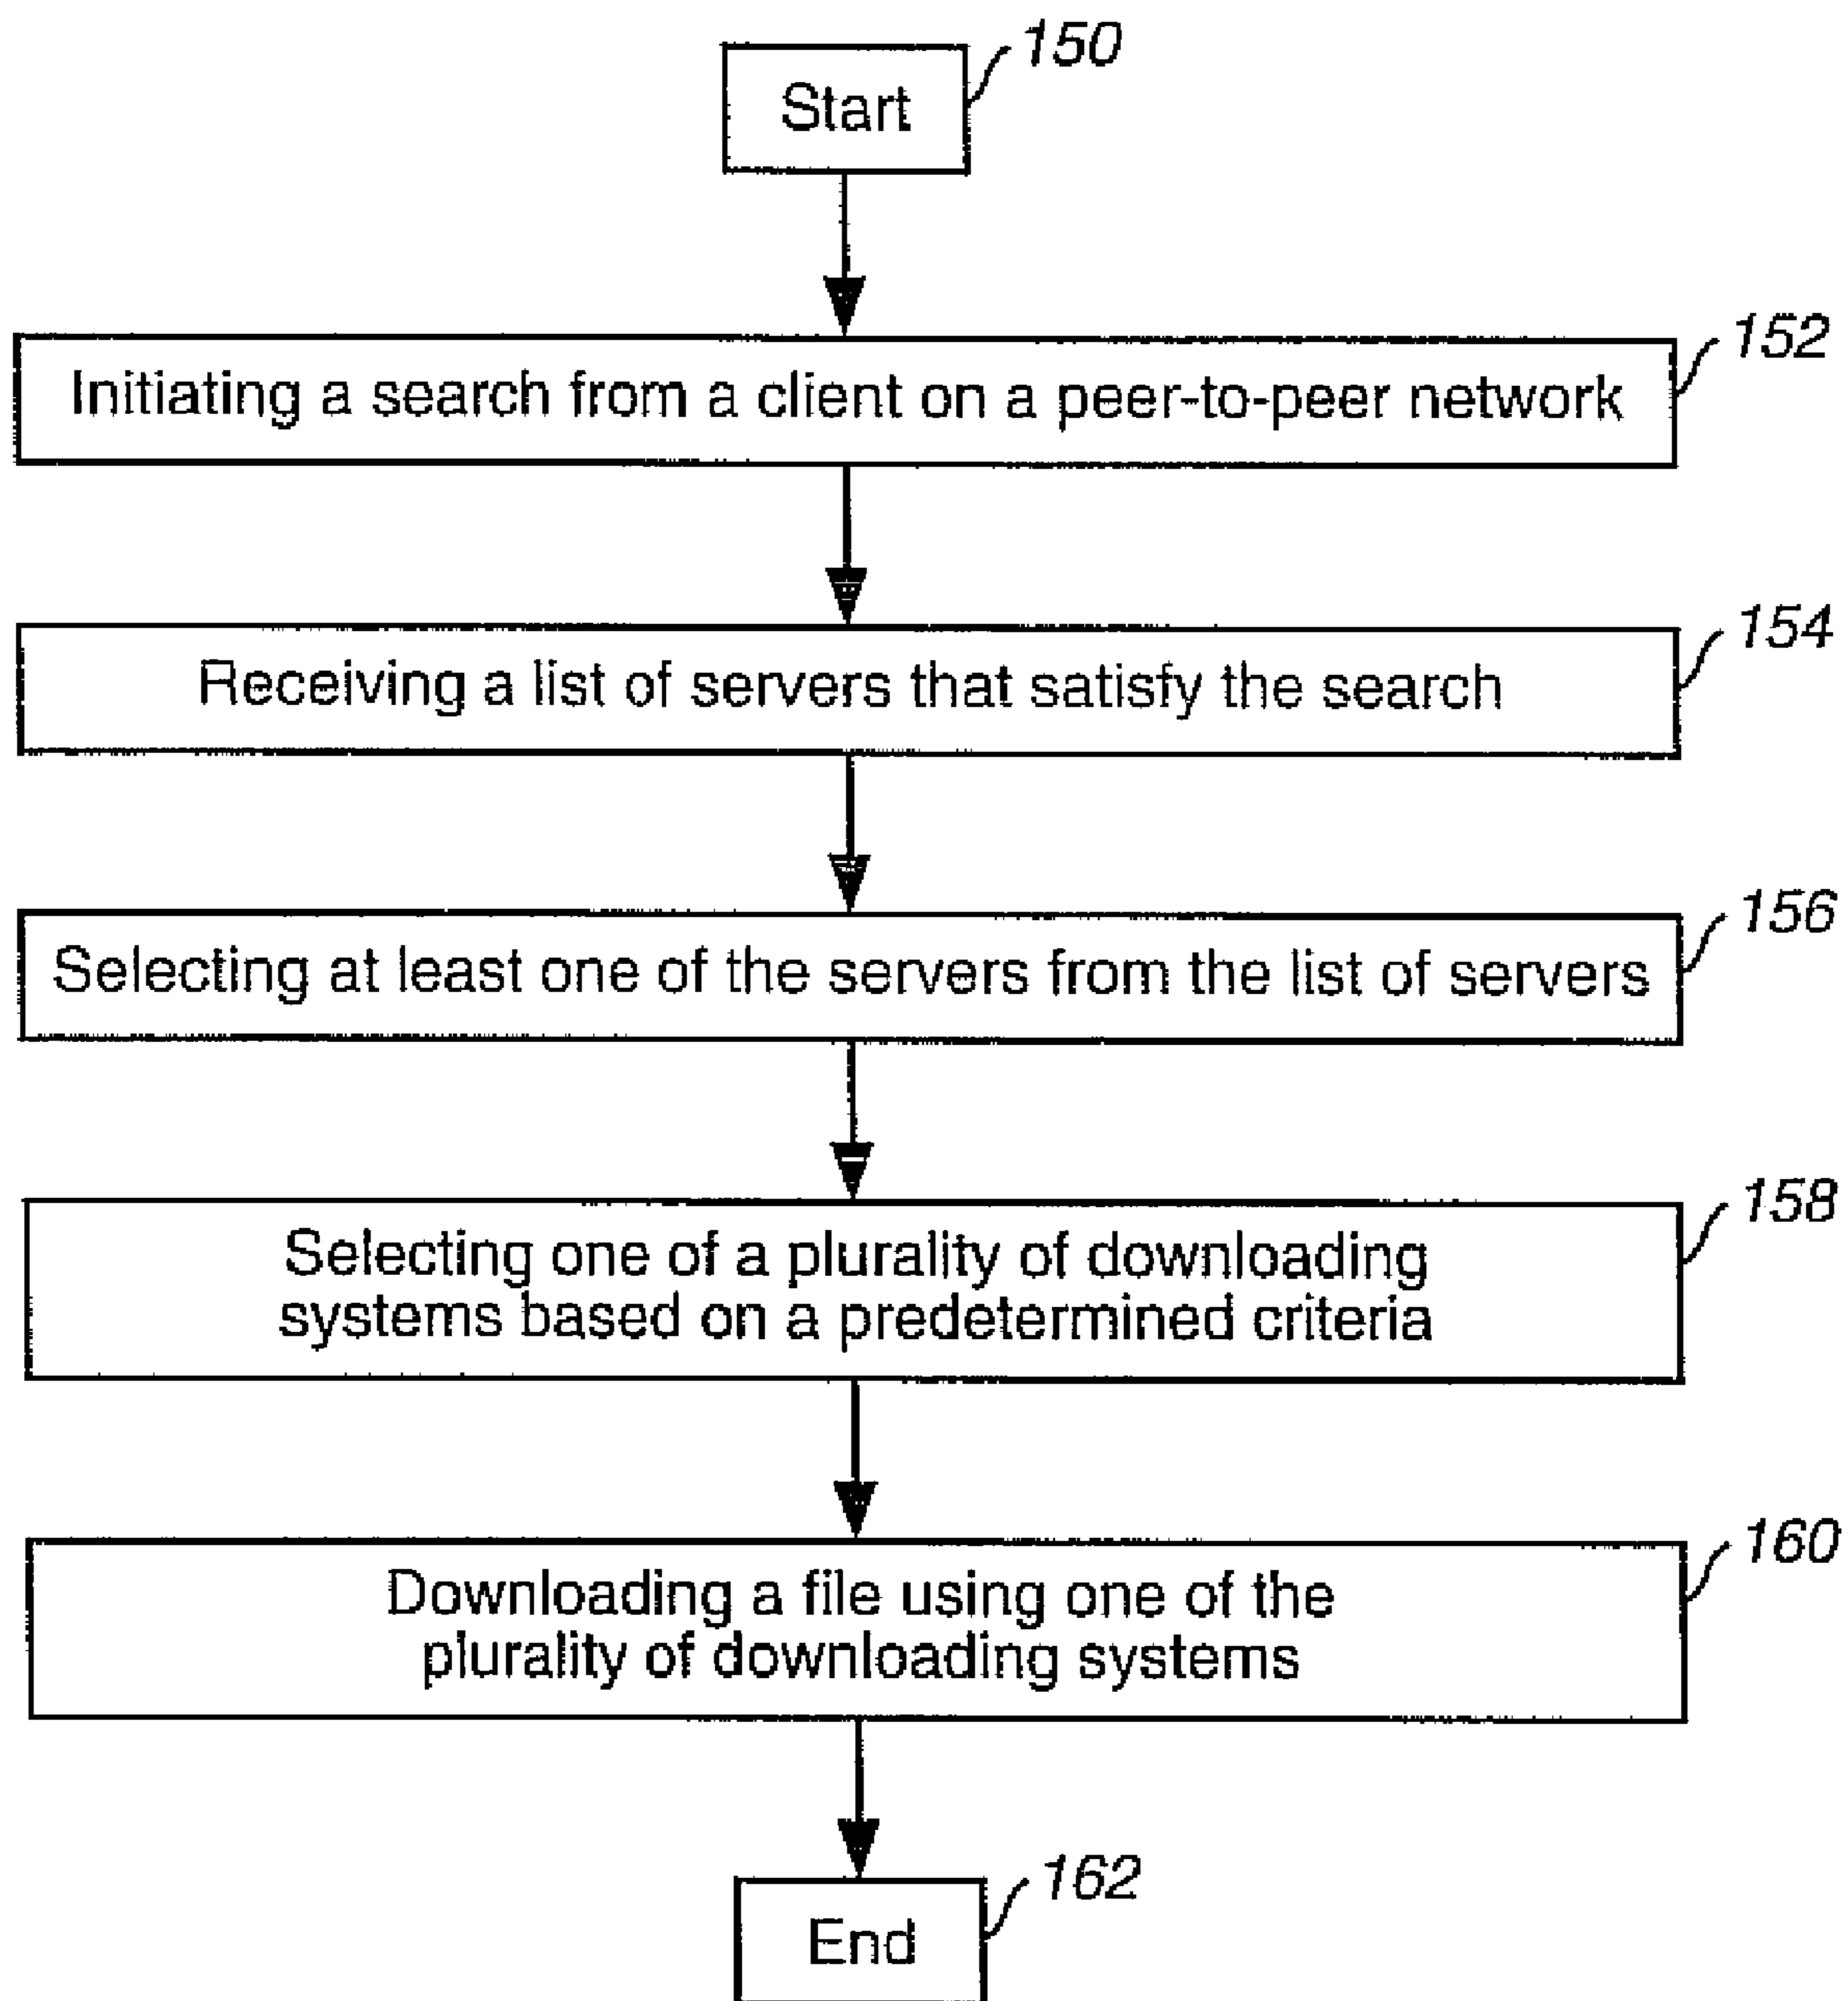 150
Start
152
Initiating a search from a client on a peer-to-peer network
154
Receiving a list of servers that satisfy the search
156
Selecting at least one of the servers from the list of servers
158
Selecting one of a plurality of downloading
systems based on a predetermined criteria
160
Downloading a file using one of the
plurality of downloading systems
162
End